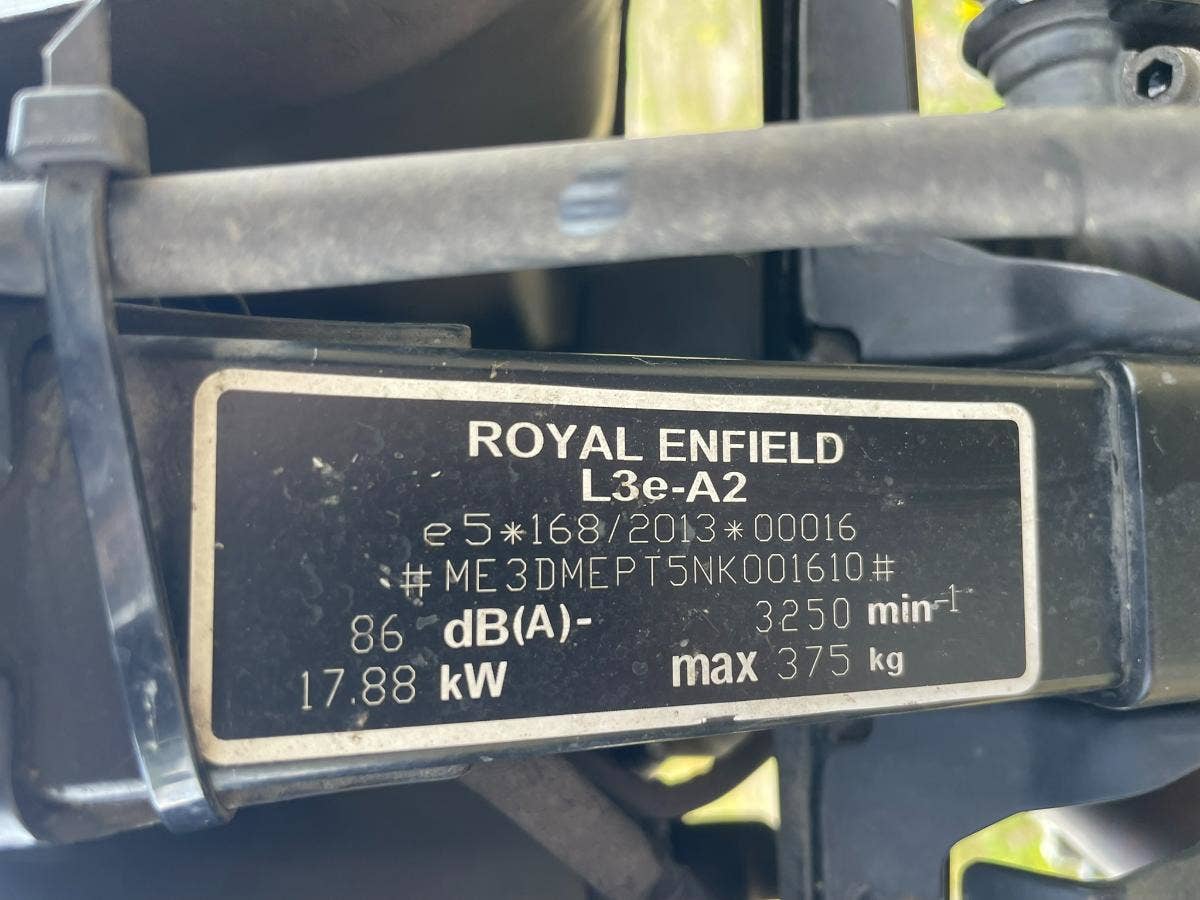 ROYAL ENFIELD
L3e-A2
e5*168/2013*00016
#ME3DMEPT5NK001610#
86 dB(A)- 3250 min-1
17.88 kW max 375 kg